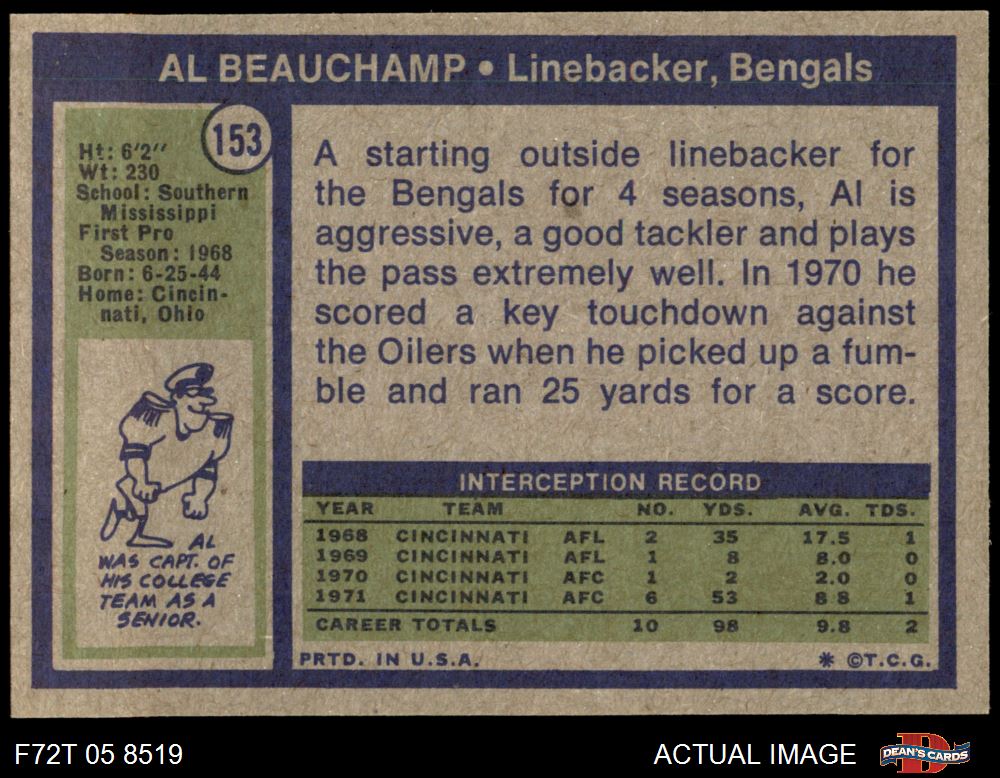 AL BEAUCHAMP • Linebacker, Bengals
153
Ht: 6'2''
Wt: 230
School: Southern
Mississippi
First Pro
Season: 1968
Born: 6-25-44
Home: Cincin-
nati, Ohio
AL
WAS CAPT. OF
HIS COLLEGE
TEAM AS A
SENIOR.
A starting outside linebacker for
the Bengals for 4 seasons, Al is
aggressive, a good tackler and plays
the pass extremely well. In 1970 he
scored a key touchdown against
the Oilers when he picked up a fum-
ble and ran 25 yards for a score.
INTERCEPTION RECORD
YEAR TEAM NO. YDS. AVG. TDS.
1968 CINCINNATI AFL 2 35 17.5 1
1969 CINCINNATI AFL 1 8 8.0 0
1970 CINCINNATI AFC 1 2 2.0 0
1971 CINCINNATI AFC 6 53 8 8 1
CAREER TOTALS 10 98 9.8 2
PRTD. IN U.S.A. * ©T.C.G.
F72T 05 8519 ACTUAL IMAGE DEAN'S CARDS